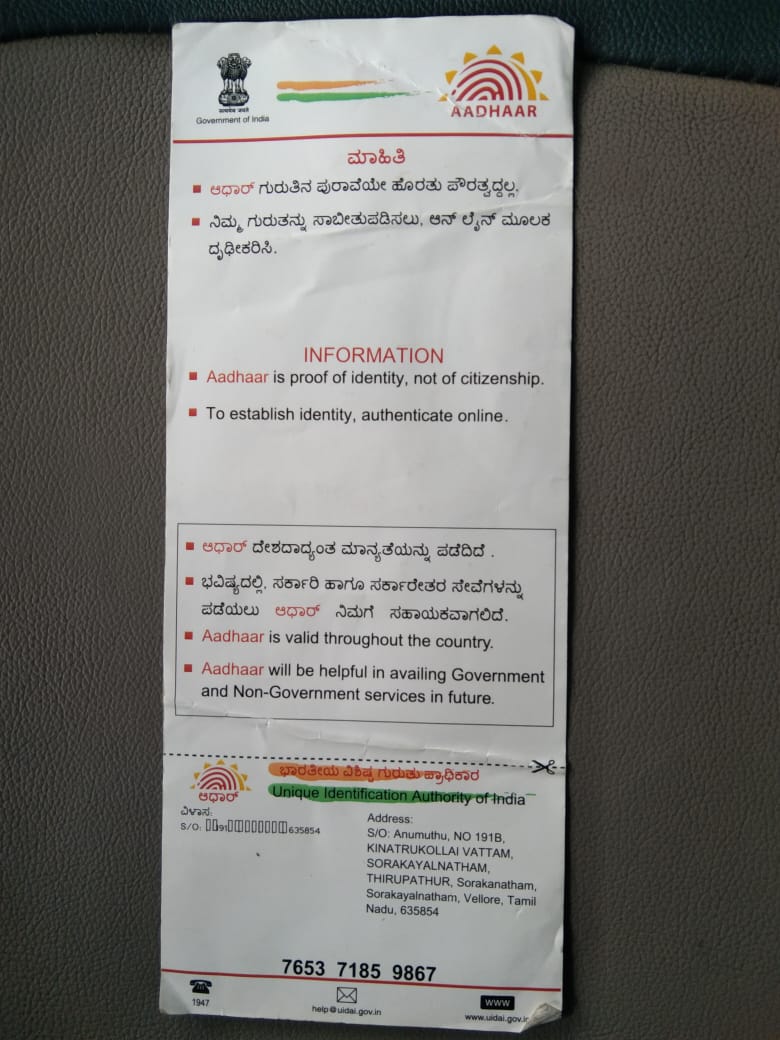 सत्यमेव जयते
Government of India
AADHAAR
ಮಾಹಿತಿ
ಆಧಾರ್ ಗುರುತಿನ ಪುರಾವೆಯೇ ಹೊರತು ಪೌರತ್ವದ್ದಲ್ಲ.
ನಿಮ್ಮ ಗುರುತನ್ನು ಸಾಬೀತುಪಡಿಸಲು, ಆನ್ ಲೈನ್ ಮೂಲಕ
ದೃಢೀಕರಿಸಿ.
INFORMATION
Aadhaar is proof of identity, not of citizenship.
To establish identity, authenticate online.
ಆಧಾರ್ ದೇಶದಾದ್ಯಂತ ಮಾನ್ಯತೆಯನ್ನು ಪಡೆದಿದೆ .
ಭವಿಷ್ಯದಲ್ಲಿ, ಸರ್ಕಾರಿ ಹಾಗೂ ಸರ್ಕಾರೇತರ ಸೇವೆಗಳನ್ನು
ಪಡೆಯಲು ಆಧಾರ್ ನಿಮಗೆ ಸಹಾಯಕವಾಗಲಿದೆ.
Aadhaar is valid throughout the country.
Aadhaar will be helpful in availing Government
and Non-Government services in future.
ಭಾರತೀಯ ವಿಶಿಷ್ಟ ಗುರುತು ಪ್ರಾಧಿಕಾರ
Unique Identification Authority of India
ಆಧಾರ್
ವಿಳಾಸ:
S/O: 191 635854
Address:
S/O: Anumuthu, NO 191B,
KINATRUKOLLAI VATTAM,
SORAKAYALNATHAM,
THIRUPATHUR, Sorakanatham,
Sorakayalnatham, Vellore, Tamil
Nadu, 635854
7653 7185 9867
1947
help@uidai.gov.in
WWW
www.uidai.gov.in